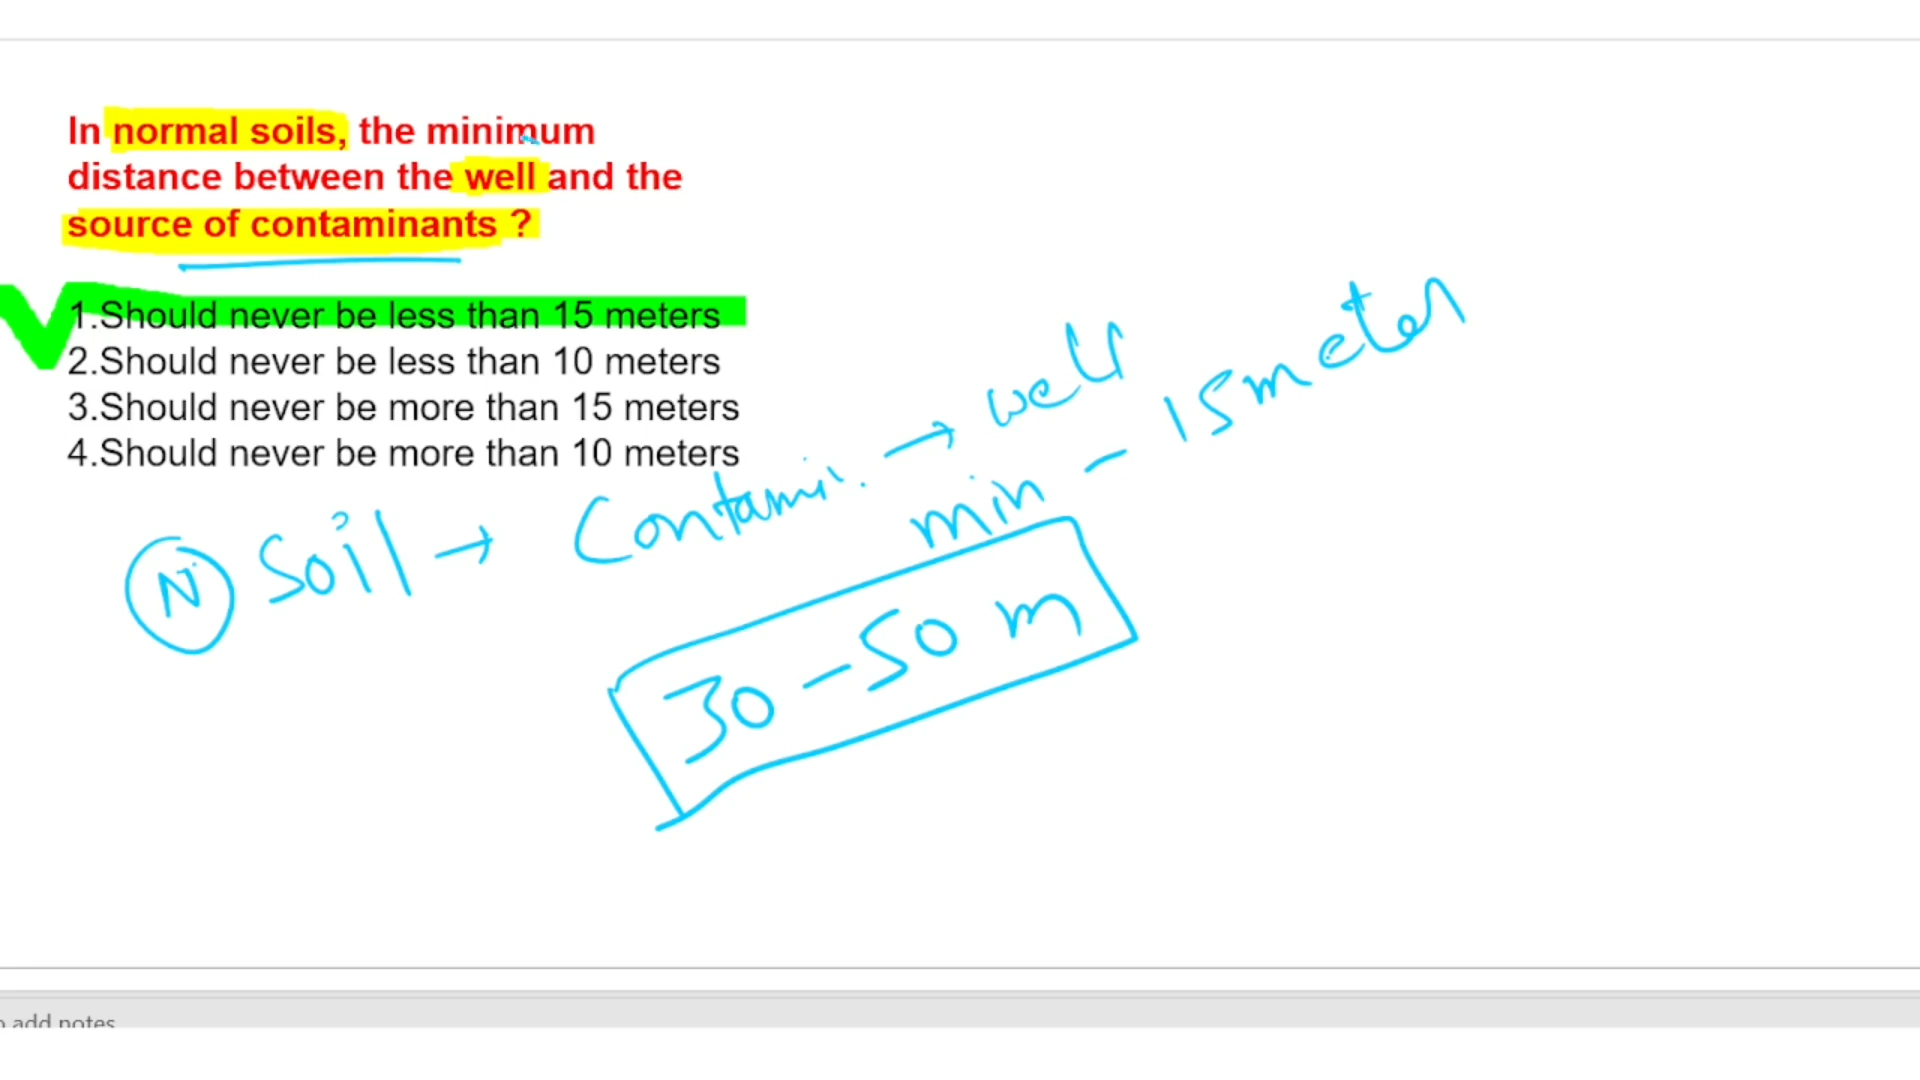 In normal soils, the minimum
distance between the well and the
source of contaminants ?
1.Should never be less than 15 meters
2.Should never be less than 10 meters
3.Should never be more than 15 meters
4.Should never be more than 10 meters
N Soil → Contami. → well
min - 15 meter
30-50 m
add notes